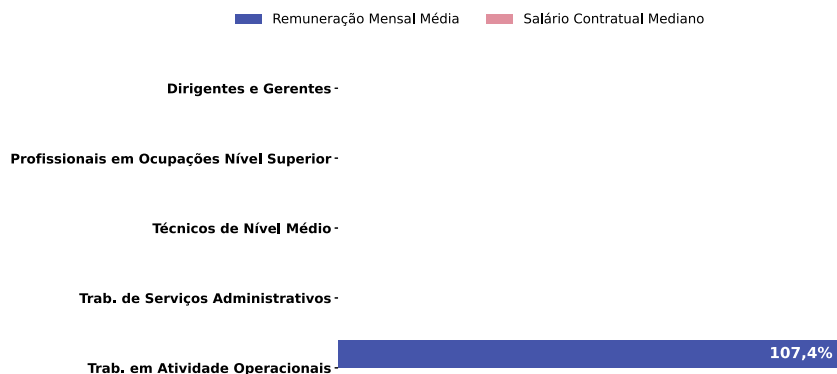 Remuneração Mensal Média Salário Contratual Mediano
Dirigentes e Gerentes
Profissionais em Ocupações Nível Superior
Técnicos de Nível Médio
Trab. de Serviços Administrativos
107,4%
Trab. em Atividade Operacionais